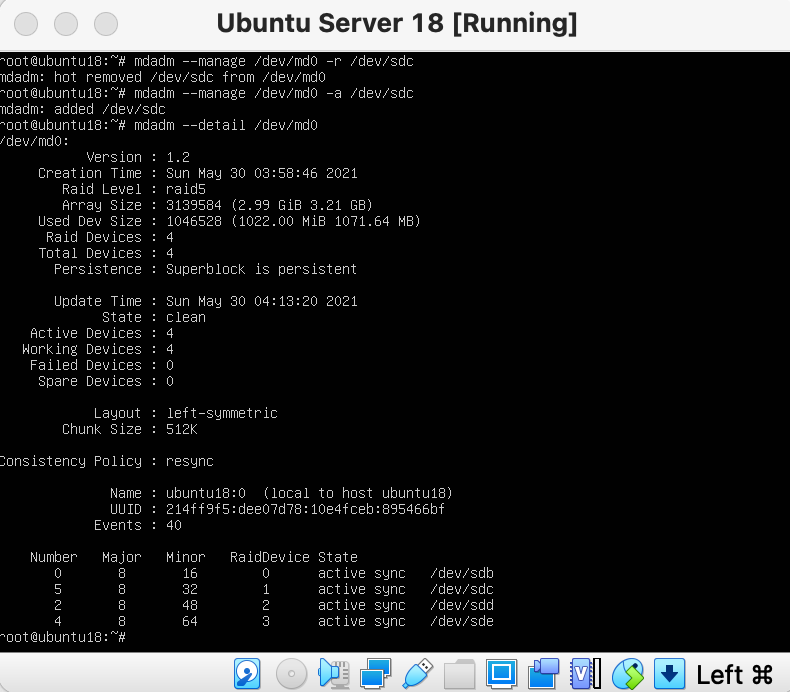 Ubuntu Server 18 [Running]
root@ubuntu18:~# mdadm --manage /dev/md0 -r /dev/sdc
mdadm: hot removed /dev/sdc from /dev/md0
root@ubuntu18:~# mdadm --manage /dev/md0 -a /dev/sdc
mdadm: added /dev/sdc
root@ubuntu18:~# mdadm --detail /dev/md0
/dev/md0:
Version : 1.2
Creation Time : Sun May 30 03:58:46 2021
Raid Level : raid5
Array Size : 3139584 (2.99 GiB 3.21 GB)
Used Dev Size : 1046528 (1022.00 MiB 1071.64 MB)
Raid Devices : 4
Total Devices : 4
Persistence : Superblock is persistent
Update Time : Sun May 30 04:13:20 2021
State : clean
Active Devices : 4
Working Devices : 4
Failed Devices : 0
Spare Devices : 0
Layout : left-symmetric
Chunk Size : 512K
Consistency Policy : resync
Name : ubuntu18:0  (local to host ubuntu18)
UUID : 214ff9f5:dee07d78:10e4fceb:895466bf
Events : 40
Number   Major   Minor   RaidDevice State
0       8       16        0      active sync   /dev/sdb
5       8       32        1      active sync   /dev/sdc
2       8       48        2      active sync   /dev/sdd
4       8       64        3      active sync   /dev/sde
root@ubuntu18:~#
V
Left ⌘